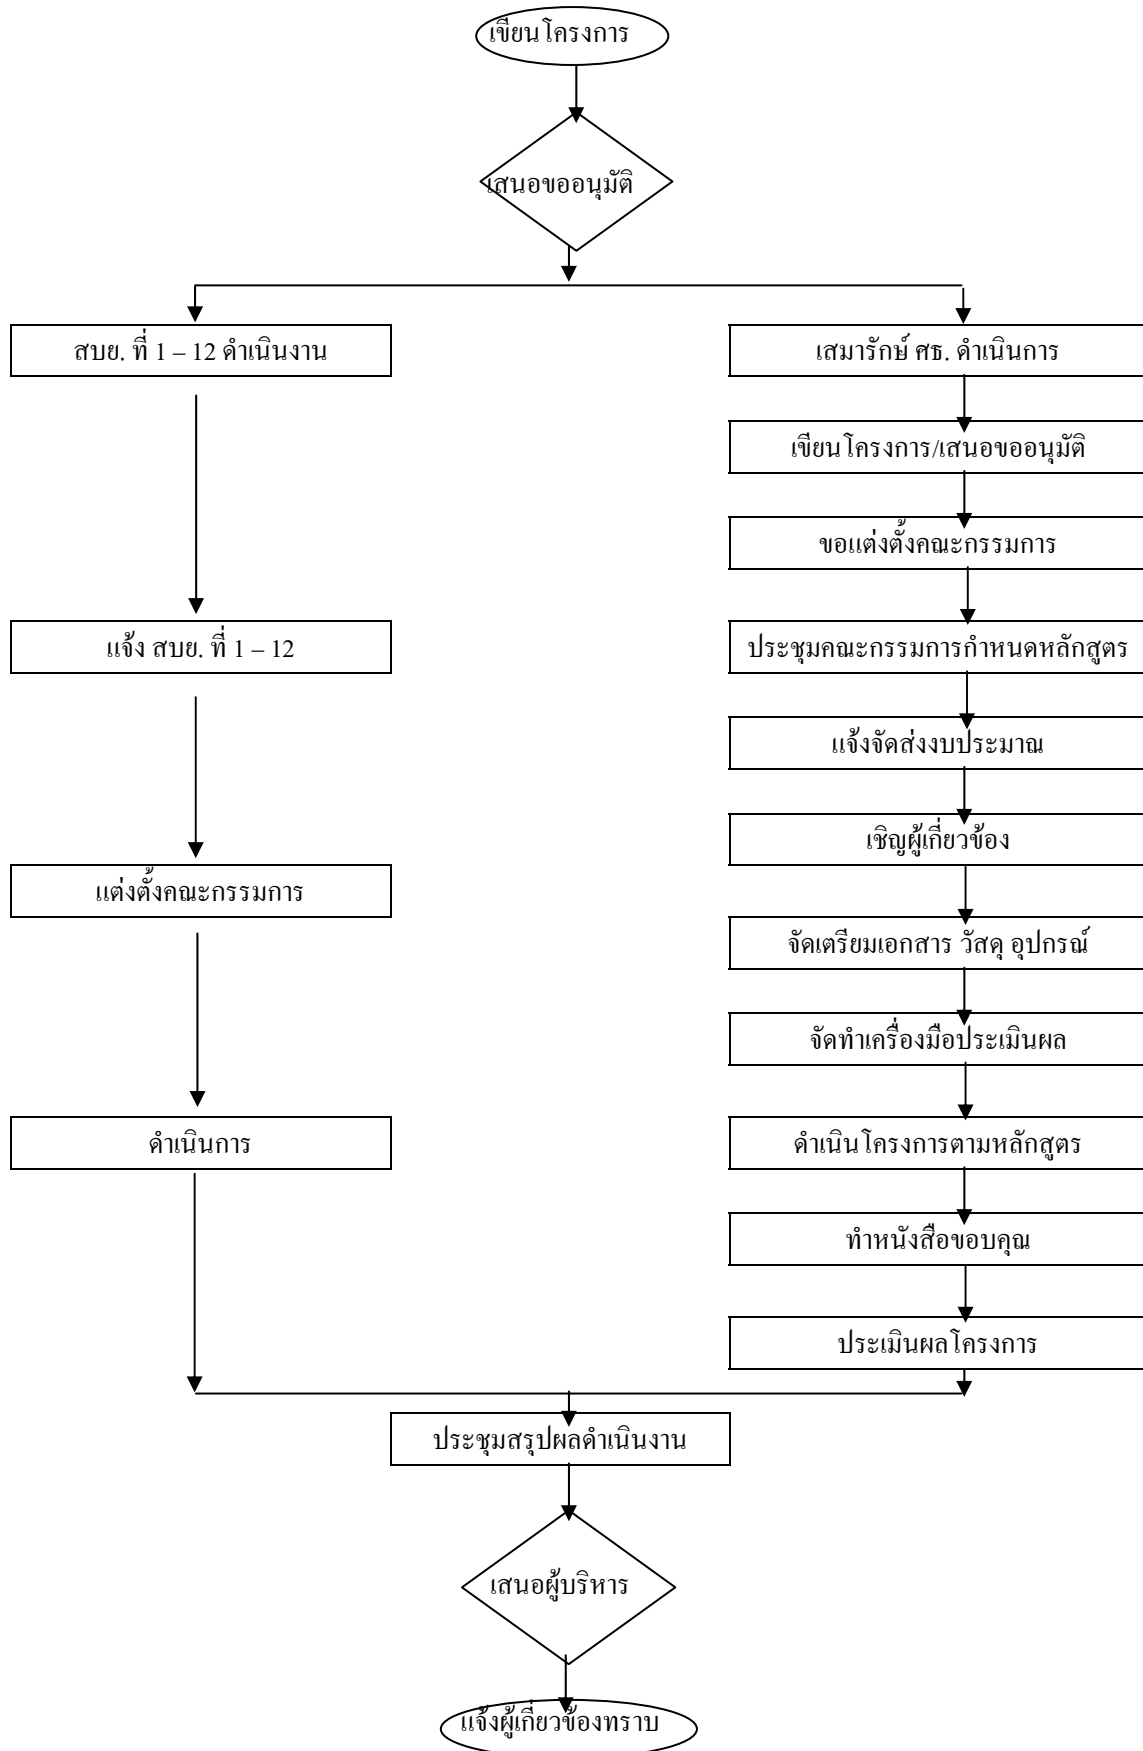 เขียนโครงการ
เสนอขออนุมัติ
สบย. ที่ 1 – 12 ดำเนินงาน
แจ้ง สบย. ที่ 1 – 12
แต่งตั้งคณะกรรมการ
ดำเนินการ
เสมารักษ์ ศธ. ดำเนินการ
เขียนโครงการ/เสนอขออนุมัติ
ขอแต่งตั้งคณะกรรมการ
ประชุมคณะกรรมการกำหนดหลักสูตร
แจ้งจัดส่งงบประมาณ
เชิญผู้เกี่ยวข้อง
จัดเตรียมเอกสาร วัสดุ อุปกรณ์
จัดทำเครื่องมือประเมินผล
ดำเนินโครงการตามหลักสูตร
ทำหนังสือขอบคุณ
ประเมินผลโครงการ
ประชุมสรุปผลดำเนินงาน
เสนอผู้บริหาร
แจ้งผู้เกี่ยวข้องทราบ